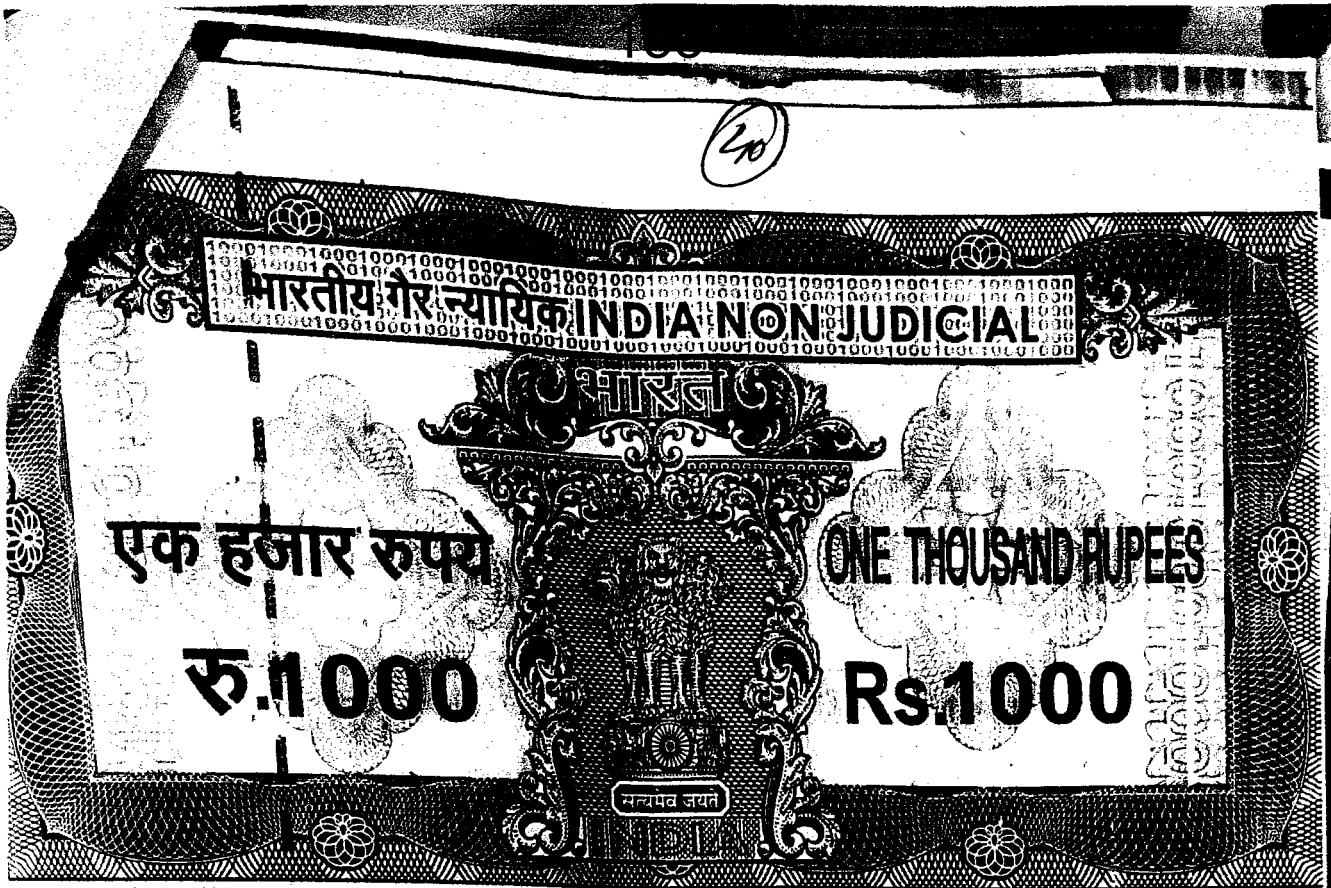 भारतीय गैर न्यायिक INDIA NON JUDICIAL
भारत
एक हजार रुपये
ONE THOUSAND RUPEES
रु.1000
Rs.1000
सत्यमेव जयते
INDIA